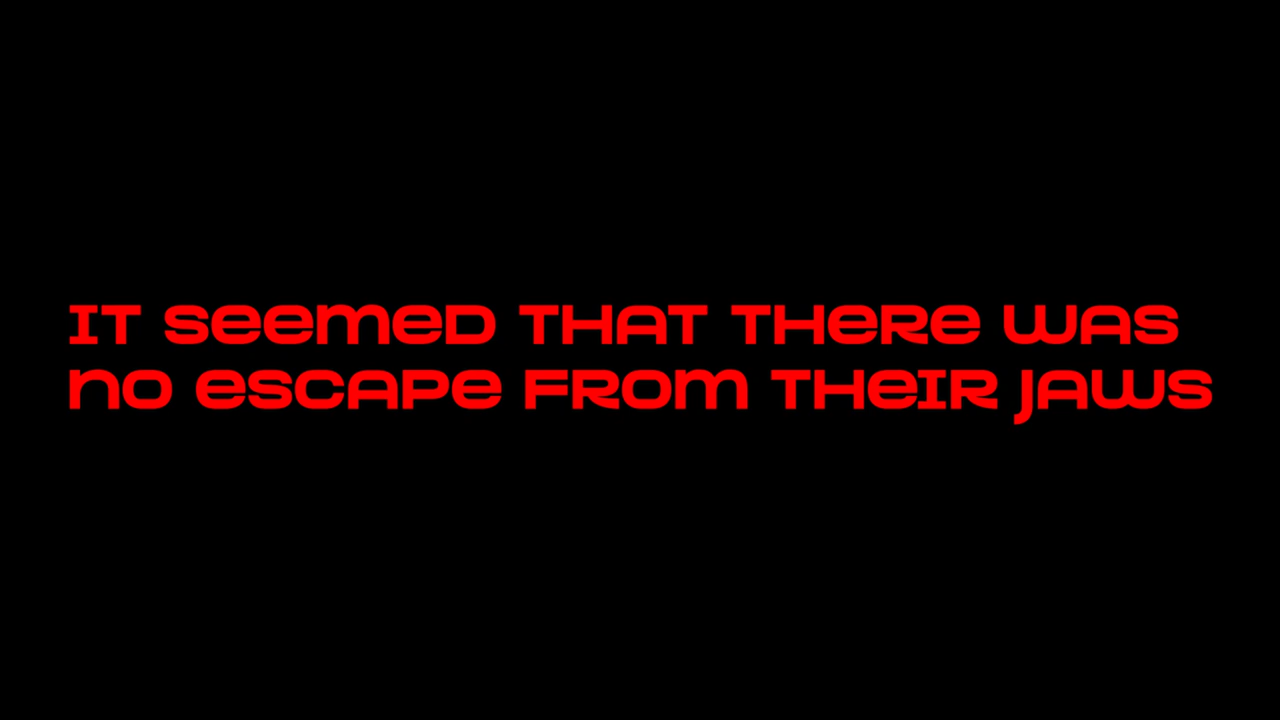 IT SEEMED THAT THERE WAS
NO ESCAPE FROM THEIR JAWS